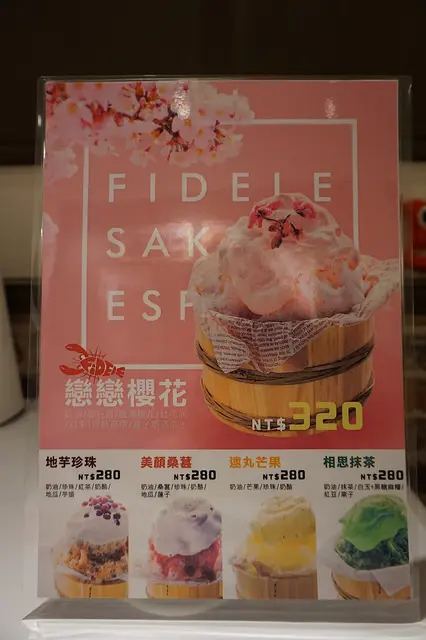 FIDELE
SAK
ESP
戀戀櫻花
NT$320
地芋珍珠
NT$280
奶油/珍珠/紅茶/奶酪/
地瓜/芋頭
美顏桑葚
NT$280
奶油/桑葚/珍珠/奶酪/
地瓜/蓮子
速丸芒果
NT$280
奶油/芒果/珍珠/奶酪
相思抹茶
NT$280
奶油/抹茶/白玉+黑糖麻糬/
紅豆/栗子